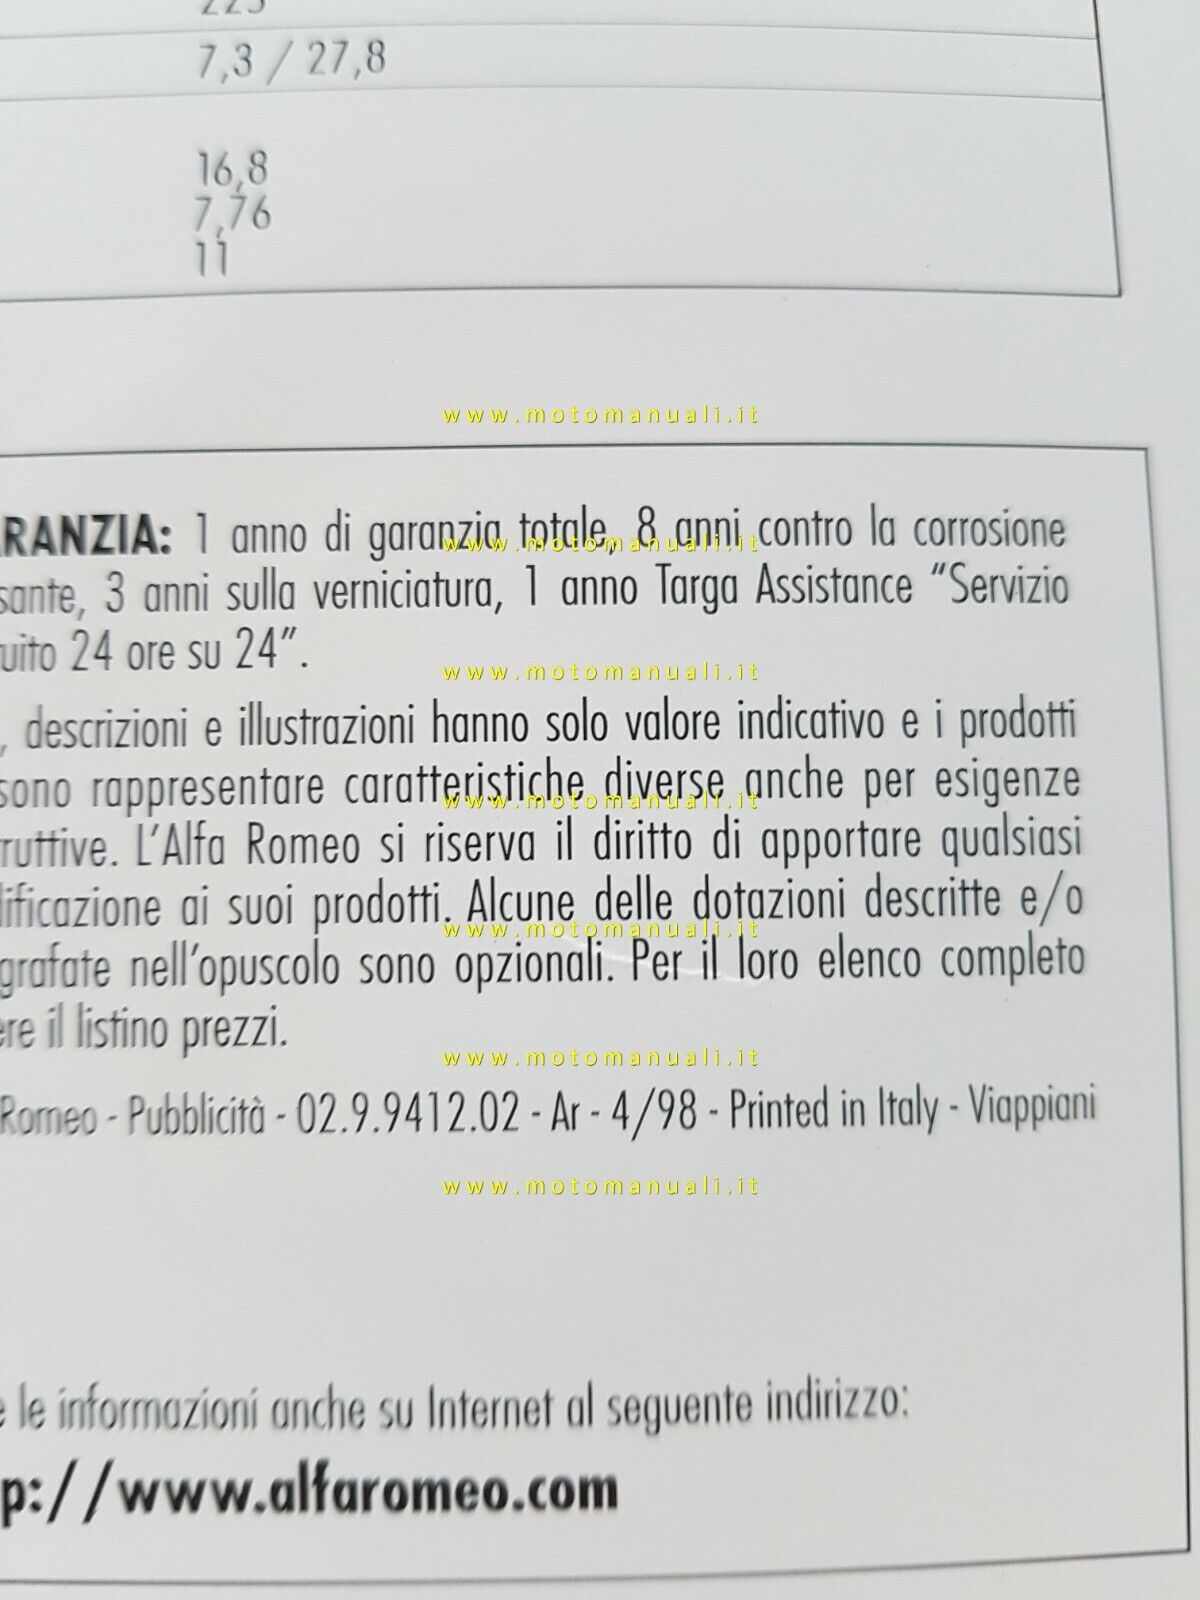 7,3 / 27,8
16,8
7,76
11
www.motomanuali.it
RANZIA: 1 anno di garanzia totale, 8 anni contro la corrosione
www.motomanuali.it
sante, 3 anni sulla verniciatura, 1 anno Targa Assistance “Servizio
uito 24 ore su 24”.
www.motomanuali.it
, descrizioni e illustrazioni hanno solo valore indicativo e i prodotti
sono rappresentare caratteristiche diverse anche per esigenze
www.motomanuali.it
ruttive. L’Alfa Romeo si riserva il diritto di apportare qualsiasi
ificazione ai suoi prodotti. Alcune delle dotazioni descritte e/o
www.motomanuali.it
grafate nell’opuscolo sono opzionali. Per il loro elenco completo
ere il listino prezzi.
www.motomanuali.it
Romeo - Pubblicità - 02.9.9412.02 - Ar - 4/98 - Printed in Italy - Viappiani
www.motomanuali.it
e le informazioni anche su Internet al seguente indirizzo:
p://www.alfaromeo.com